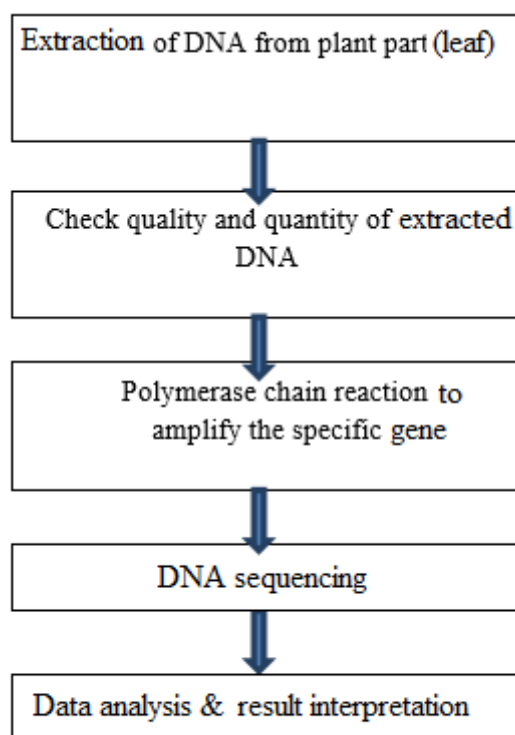 Extraction of DNA from plant part (leaf)
Check quality and quantity of extracted
DNA
Polymerase chain reaction to
amplify the specific gene
DNA sequencing
Data analysis & result interpretation